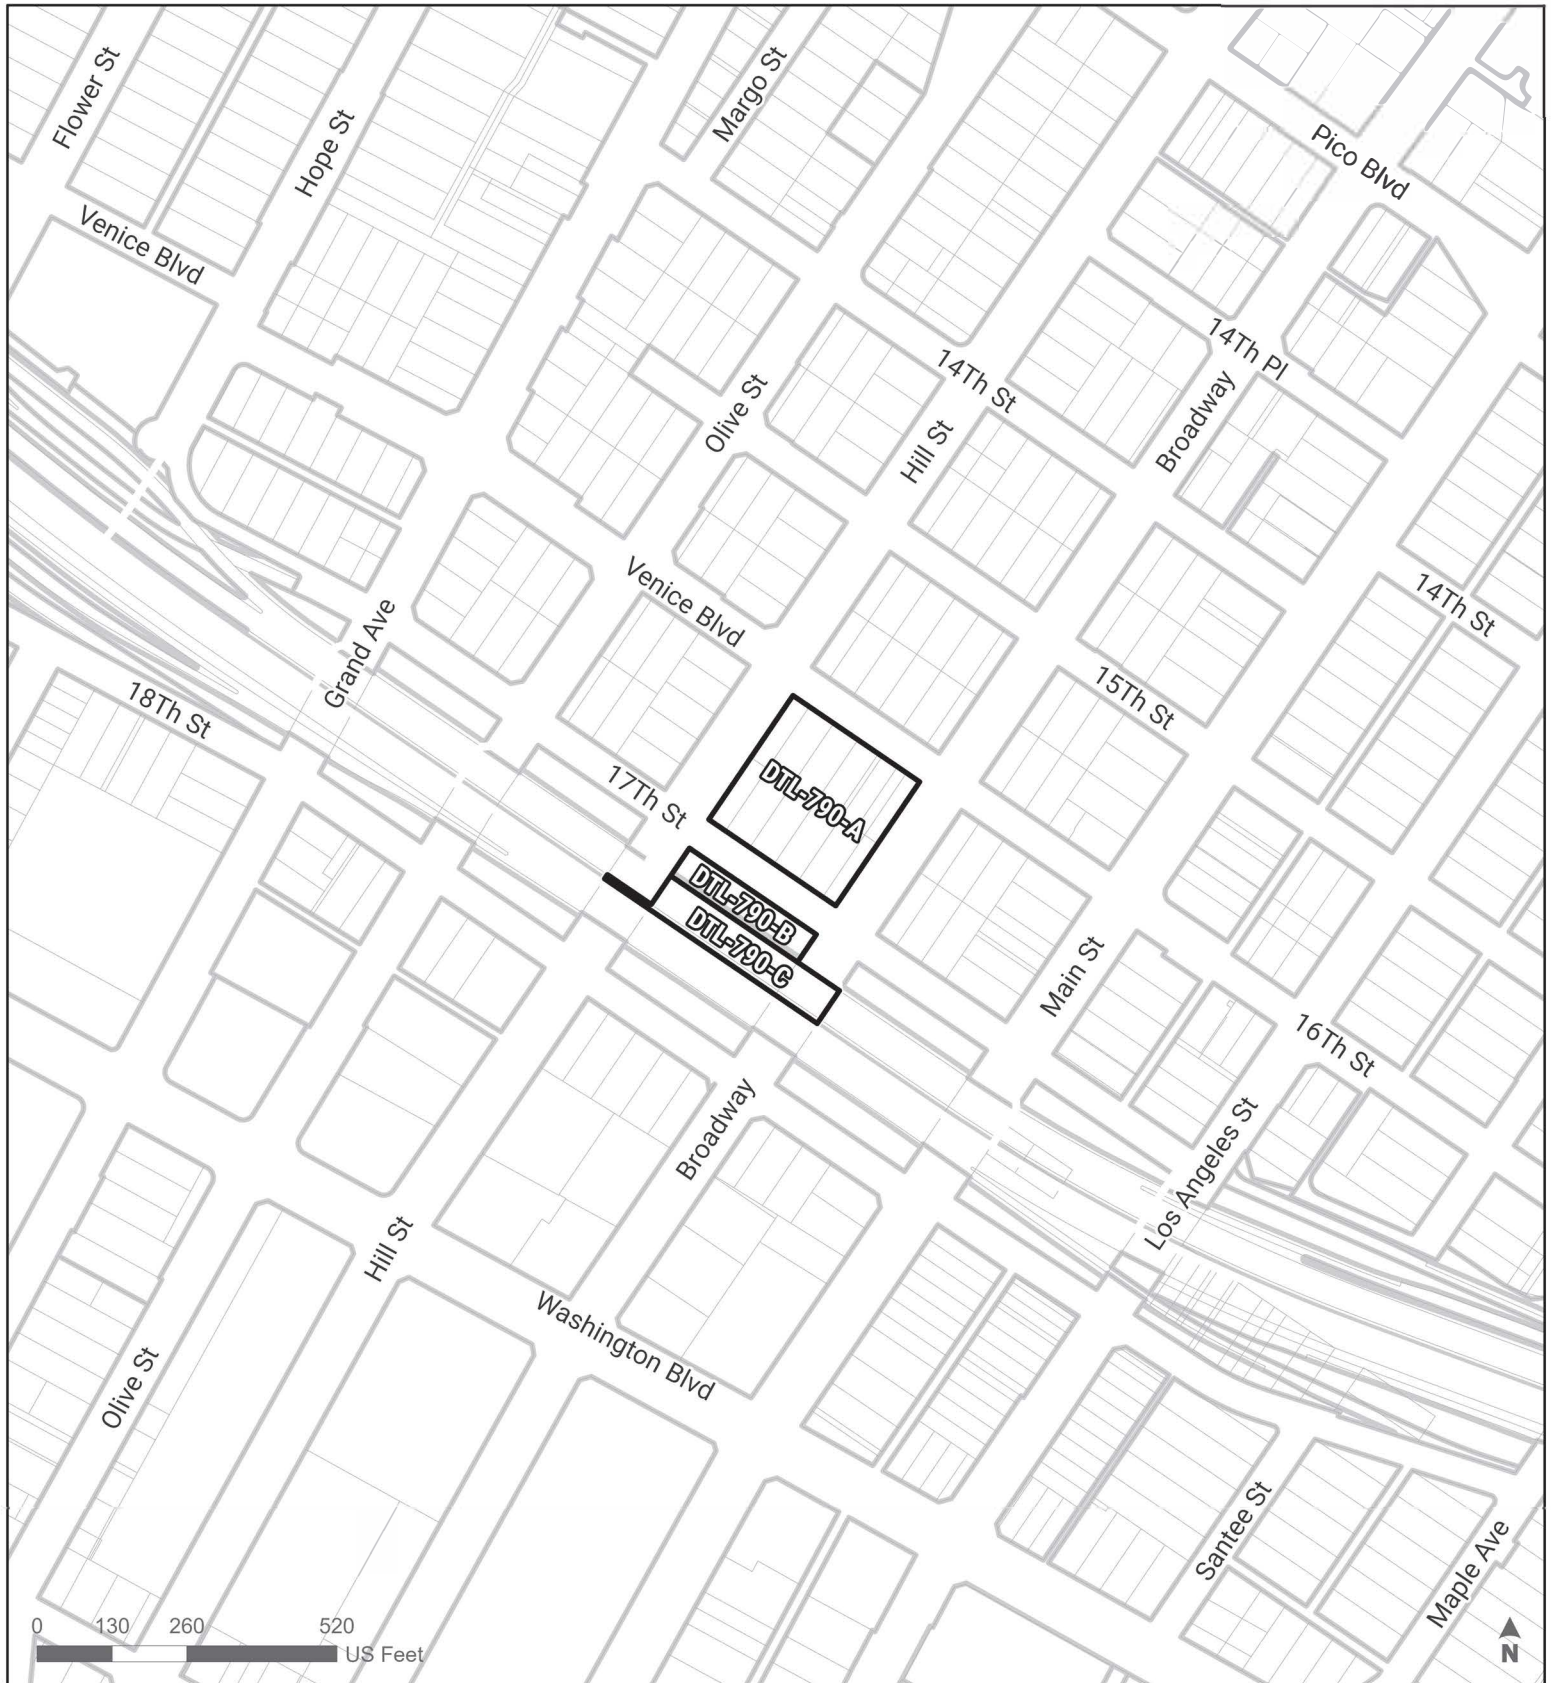 Flower St
Hope St
Margo St
Pico Blvd
Venice Blvd
14Th Pl
14Th St
Olive St
Hill St
Broadway
Venice Blvd
14Th St
Grand Ave
18Th St
15Th St
17Th St
DTL-790-A
DTL-790-B
DTL-790-C
Main St
16Th St
Broadway
Los Angeles St
Hill St
Washington Blvd
Olive St
Santee St
Maple Ave
0 130 260 520
US Feet
N